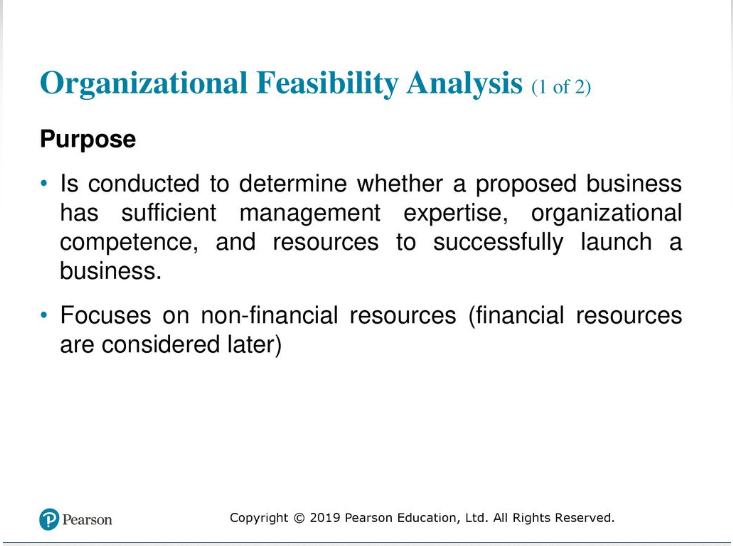 Organizational Feasibility Analysis (1 of 2)
Purpose
• Is conducted to determine whether a proposed business
has sufficient management expertise, organizational
competence, and resources to successfully launch a
business.
• Focuses on non-financial resources (financial resources
are considered later)
Pearson
Copyright © 2019 Pearson Education, Ltd. All Rights Reserved.